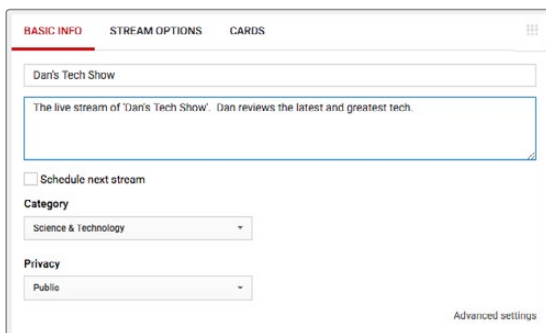 BASIC INFO STREAM OPTIONS CARDS
Dan's Tech Show
The live stream of 'Dan's Tech Show'. Dan reviews the latest and greatest tech.
Schedule next stream
Category
Science & Technology
Privacy
Public
Advanced settings